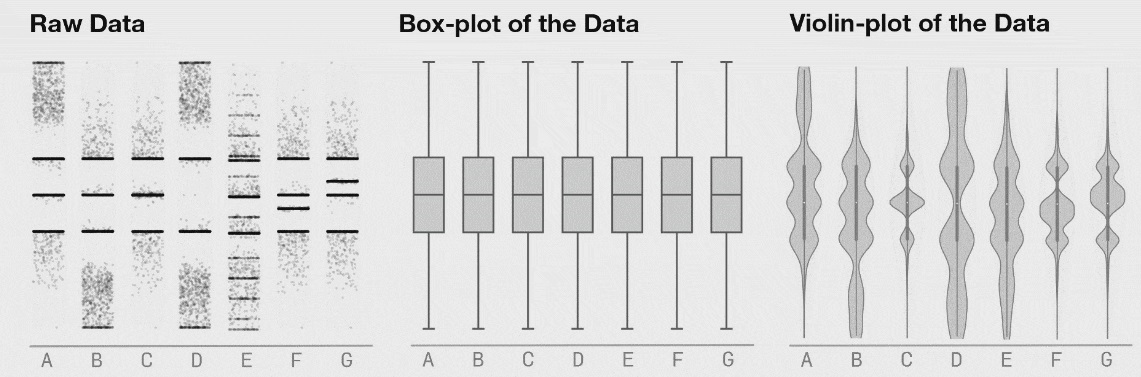 Raw Data
A B C D E F G
Box-plot of the Data
A B C D E F G
Violin-plot of the Data
A B C D E F G